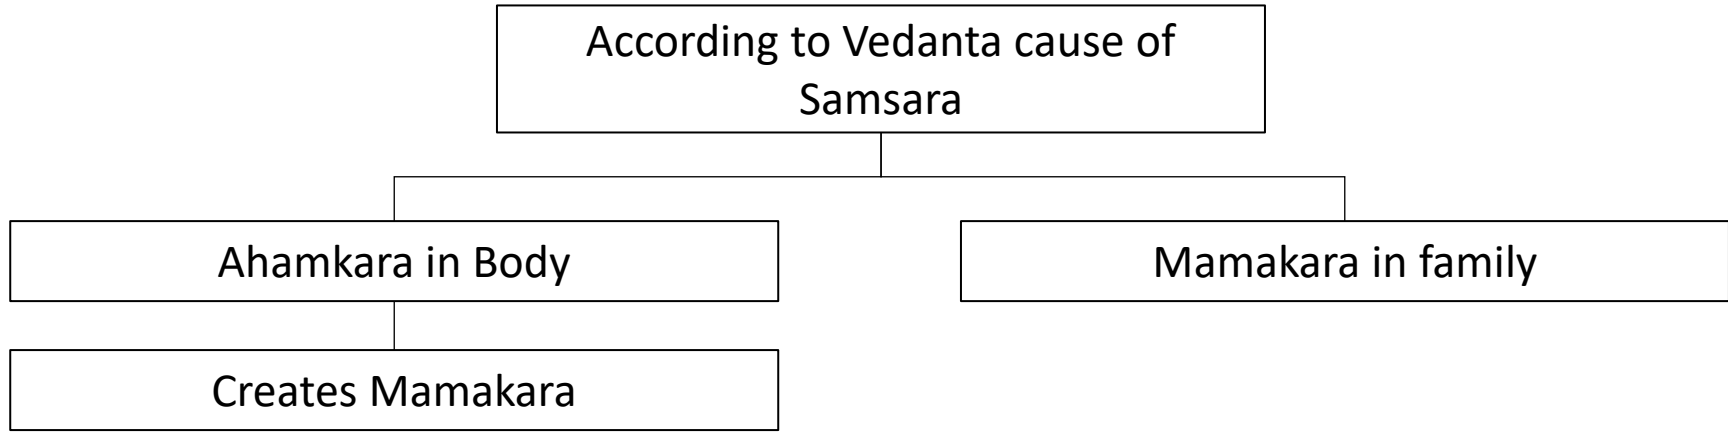 According to Vedanta cause of
Samsara
Ahamkara in Body
Mamakara in family
Creates Mamakara